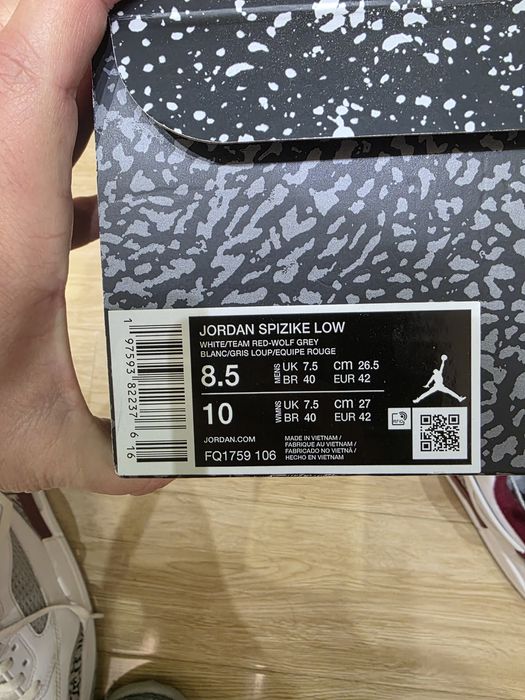 JORDAN SPIZIKE LOW
WHITE/TEAM RED-WOLF GREY
BLANC/GRIS LOUP/EQUIPE ROUGE
8.5 MENS UK 7.5 CM 26.5
BR 40 EUR 42
10 WMNS UK 7.5 CM 27
BR 40 EUR 42
JORDAN.COM
FQ1759 106
MADE IN VIETNAM /
FABRIQUE AU VIETNAM /
FABRICADO NO VIETNÃ /
HECHO EN VIETNAM
1 97593 82237 6 16